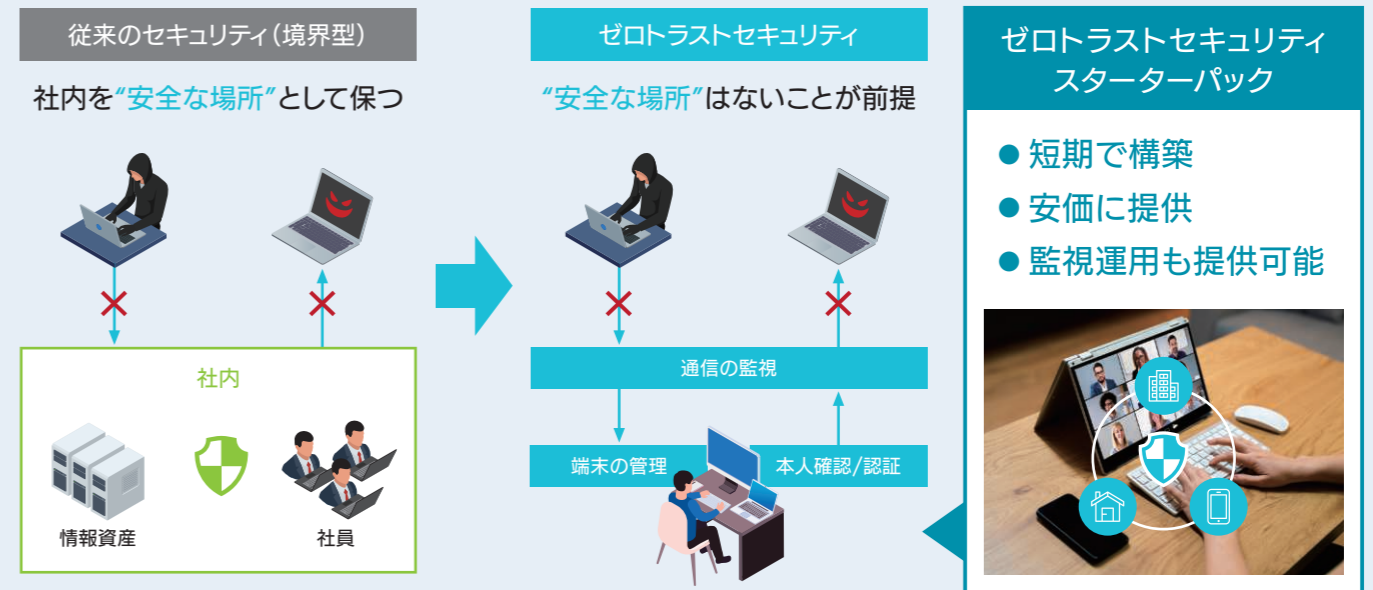 従来のセキュリティ（境界型）
社内を“安全な場所”として保つ
社内
情報資産
社員
ゼロトラストセキュリティ
“安全な場所”はないことが前提
通信の監視
端末の管理
本人確認/認証
ゼロトラストセキュリティ
スターターパック
● 短期で構築
● 安価に提供
● 監視運用も提供可能